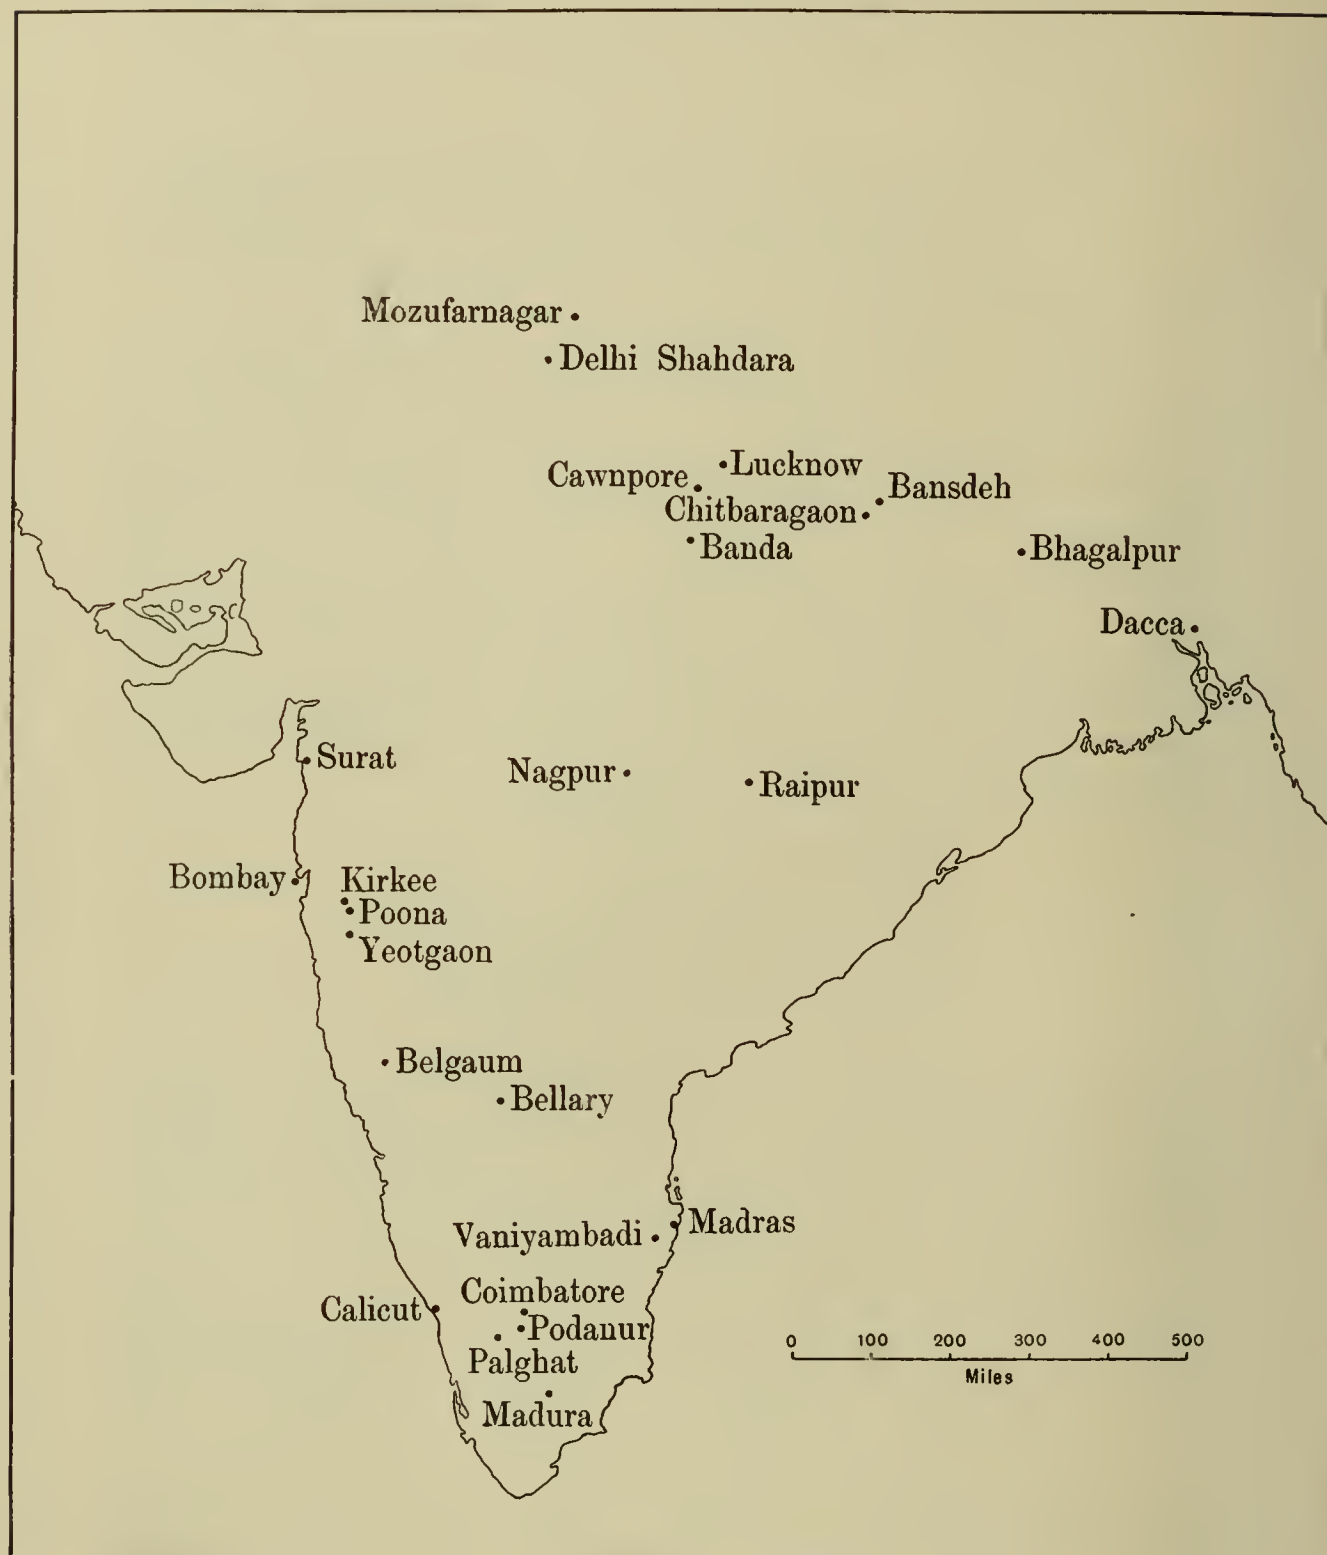 Mozufarnagar
Delhi Shahdara
Lucknow
Cawnpore
Bansdeh
Chitbaragaon
Banda
Bhagalpur
Dacca
Surat
Nagpur
Raipur
Bombay
Kirkee
Poona
Yeotgaon
Belgaum
Bellary
Madras
Vaniyambadi
Coimbatore
Calicut
Podanur
Palghat
Madura
0 100 200 300 400 500
Miles